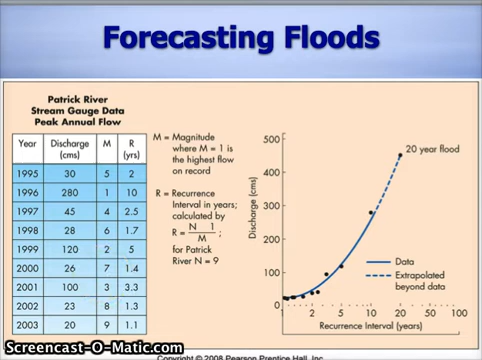 Forecasting Floods
Patrick River
Stream Gauge Data
Peak Annual Flow
Year Discharge (cms) M R (yrs)
1995 30 5 2
1996 280 1 10
1997 45 4 2.5
1998 28 6 1.7
1999 120 2 5
2000 26 7 1.4
2001 100 3 3.3
2002 23 8 1.3
2003 20 9 1.1
M = Magnitude
where M = 1 is
the highest flow
on record
R = Recurrence
Interval in years;
calculated by
R = N 1 / M ;
for Patrick
River N = 9
Discharge (cms)
500
400
300
200
100
0
20 year flood
Data
Extrapolated
beyond data
1 2 5 10 20 50 100
Recurrence Interval (years)
Screencast-O-Matic.com
Copyright © 2008 Pearson Prentice Hall, Inc.